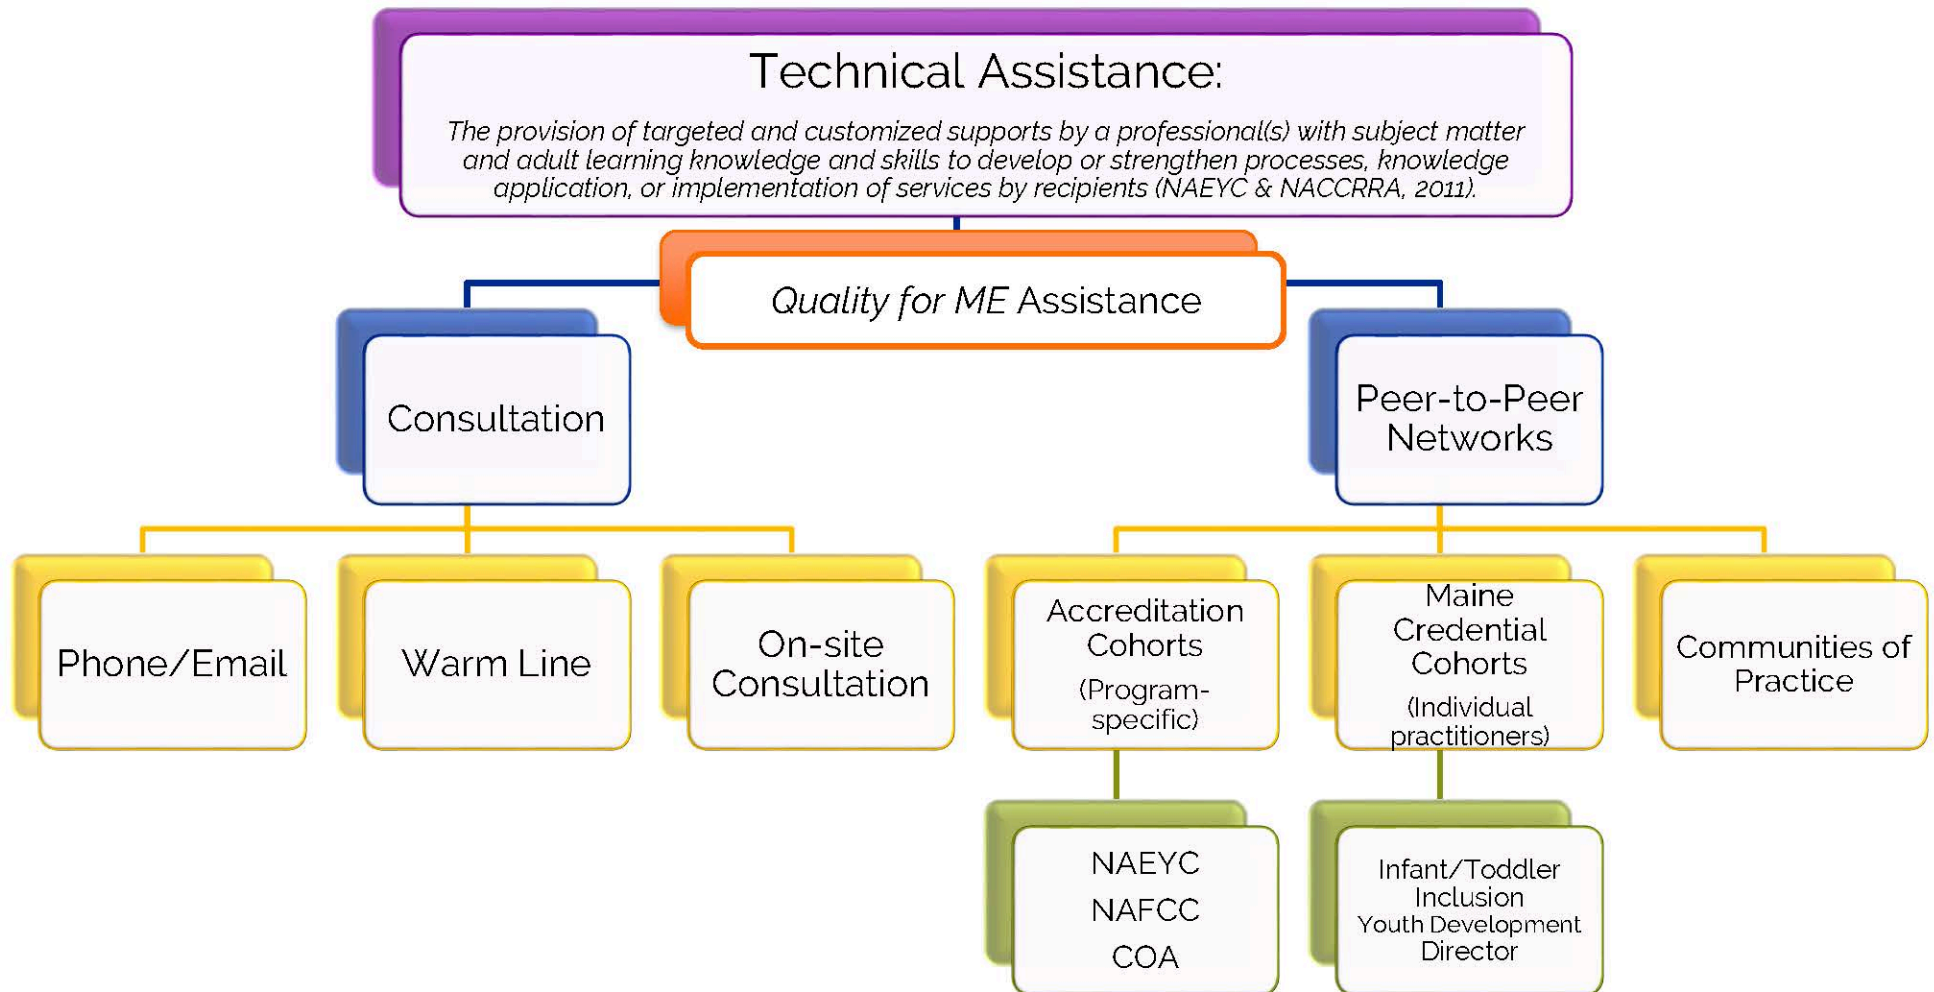 Technical Assistance:
The provision of targeted and customized supports by a professional(s) with subject matter
and adult learning knowledge and skills to develop or strengthen processes, knowledge
application, or implementation of services by recipients (NAEYC & NACCRRA, 2011).
Quality for ME Assistance
Consultation
Peer-to-Peer
Networks
Phone/Email
Warm Line
On-site
Consultation
Accreditation
Cohorts
(Program-
specific)
Maine
Credential
Cohorts
(Individual
practitioners)
Communities of
Practice
NAEYC
NAFCC
COA
Infant/Toddler
Inclusion
Youth Development
Director